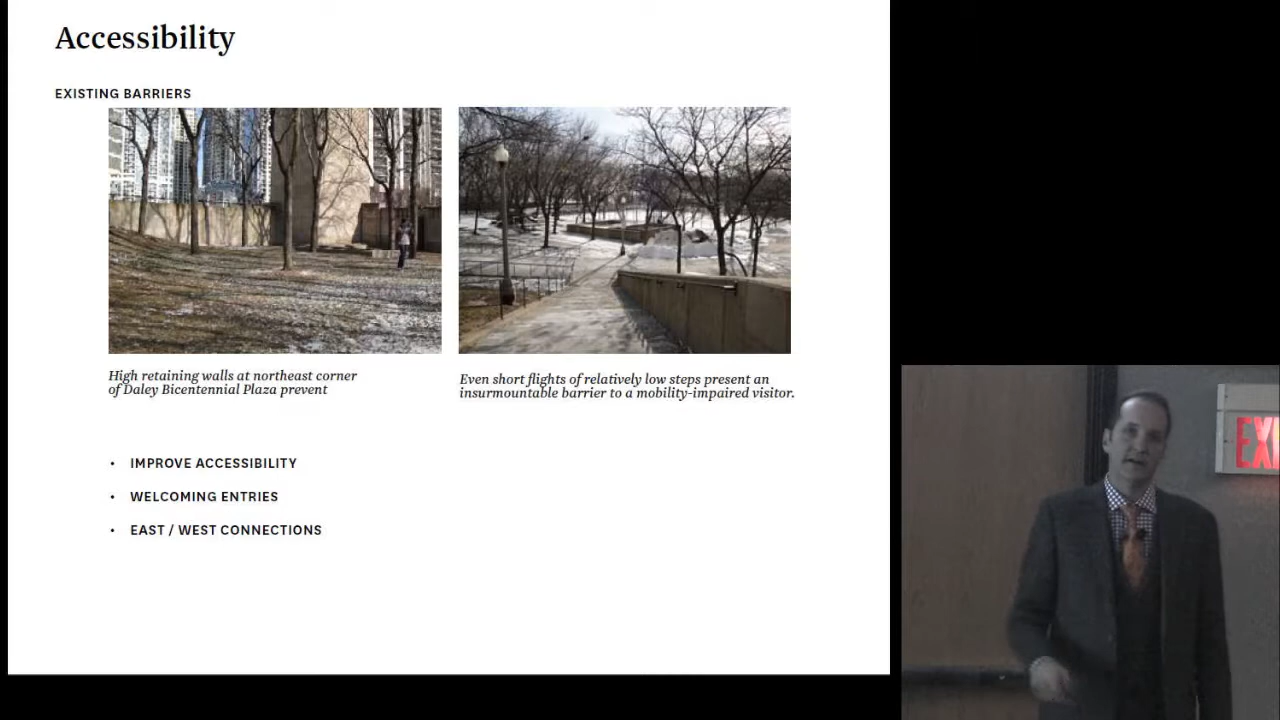 Accessibility
EXISTING BARRIERS
High retaining walls at northeast corner
of Daley Bicentennial Plaza prevent
Even short flights of relatively low steps present an
insurmountable barrier to a mobility-impaired visitor.
• IMPROVE ACCESSIBILITY
• WELCOMING ENTRIES
• EAST / WEST CONNECTIONS